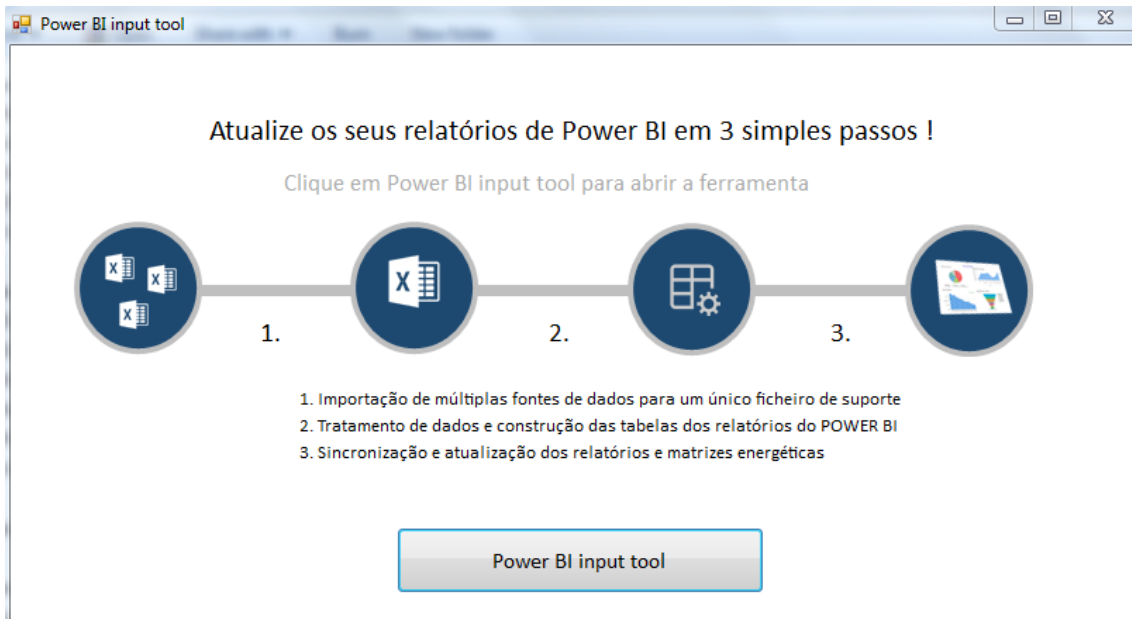 Power BI input tool
Atualize os seus relatórios de Power BI em 3 simples passos !
Clique em Power BI input tool para abrir a ferramenta
X X X X
1. 2. 3.
1. Importação de múltiplas fontes de dados para um único ficheiro de suporte
2. Tratamento de dados e construção das tabelas dos relatórios do POWER BI
3. Sincronização e atualização dos relatórios e matrizes energéticas
Power BI input tool